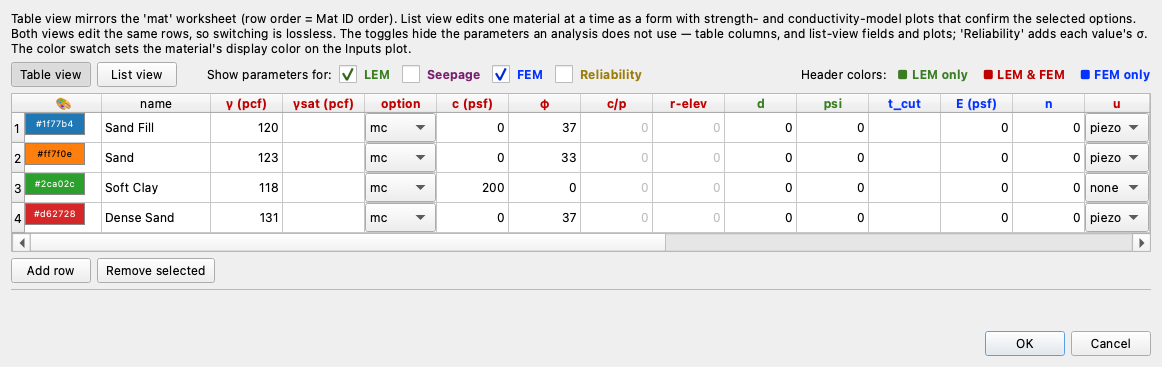 Table view mirrors the 'mat' worksheet (row order = Mat ID order). List view edits one material at a time as a form with strength- and conductivity-model plots that confirm the selected options.
Both views edit the same rows, so switching is lossless. The toggles hide the parameters an analysis does not use — table columns, and list-view fields and plots; 'Reliability' adds each value's σ.
The color swatch sets the material's display color on the Inputs plot.
Table view List view Show parameters for: LEM Seepage FEM Reliability Header colors: LEM only LEM & FEM FEM only
name γ (pcf) γsat (pcf) option c (psf) ϕ c/p r-elev d psi t_cut E (psf) n u
1 #1f77b4 Sand Fill 120 mc 0 37 0 0 0 0 0 0 piezo
2 #ff7f0e Sand 123 mc 0 33 0 0 0 0 0 0 piezo
3 #2ca02c Soft Clay 118 mc 200 0 0 0 0 0 0 0 none
4 #d62728 Dense Sand 131 mc 0 37 0 0 0 0 0 0 piezo
Add row Remove selected
OK Cancel